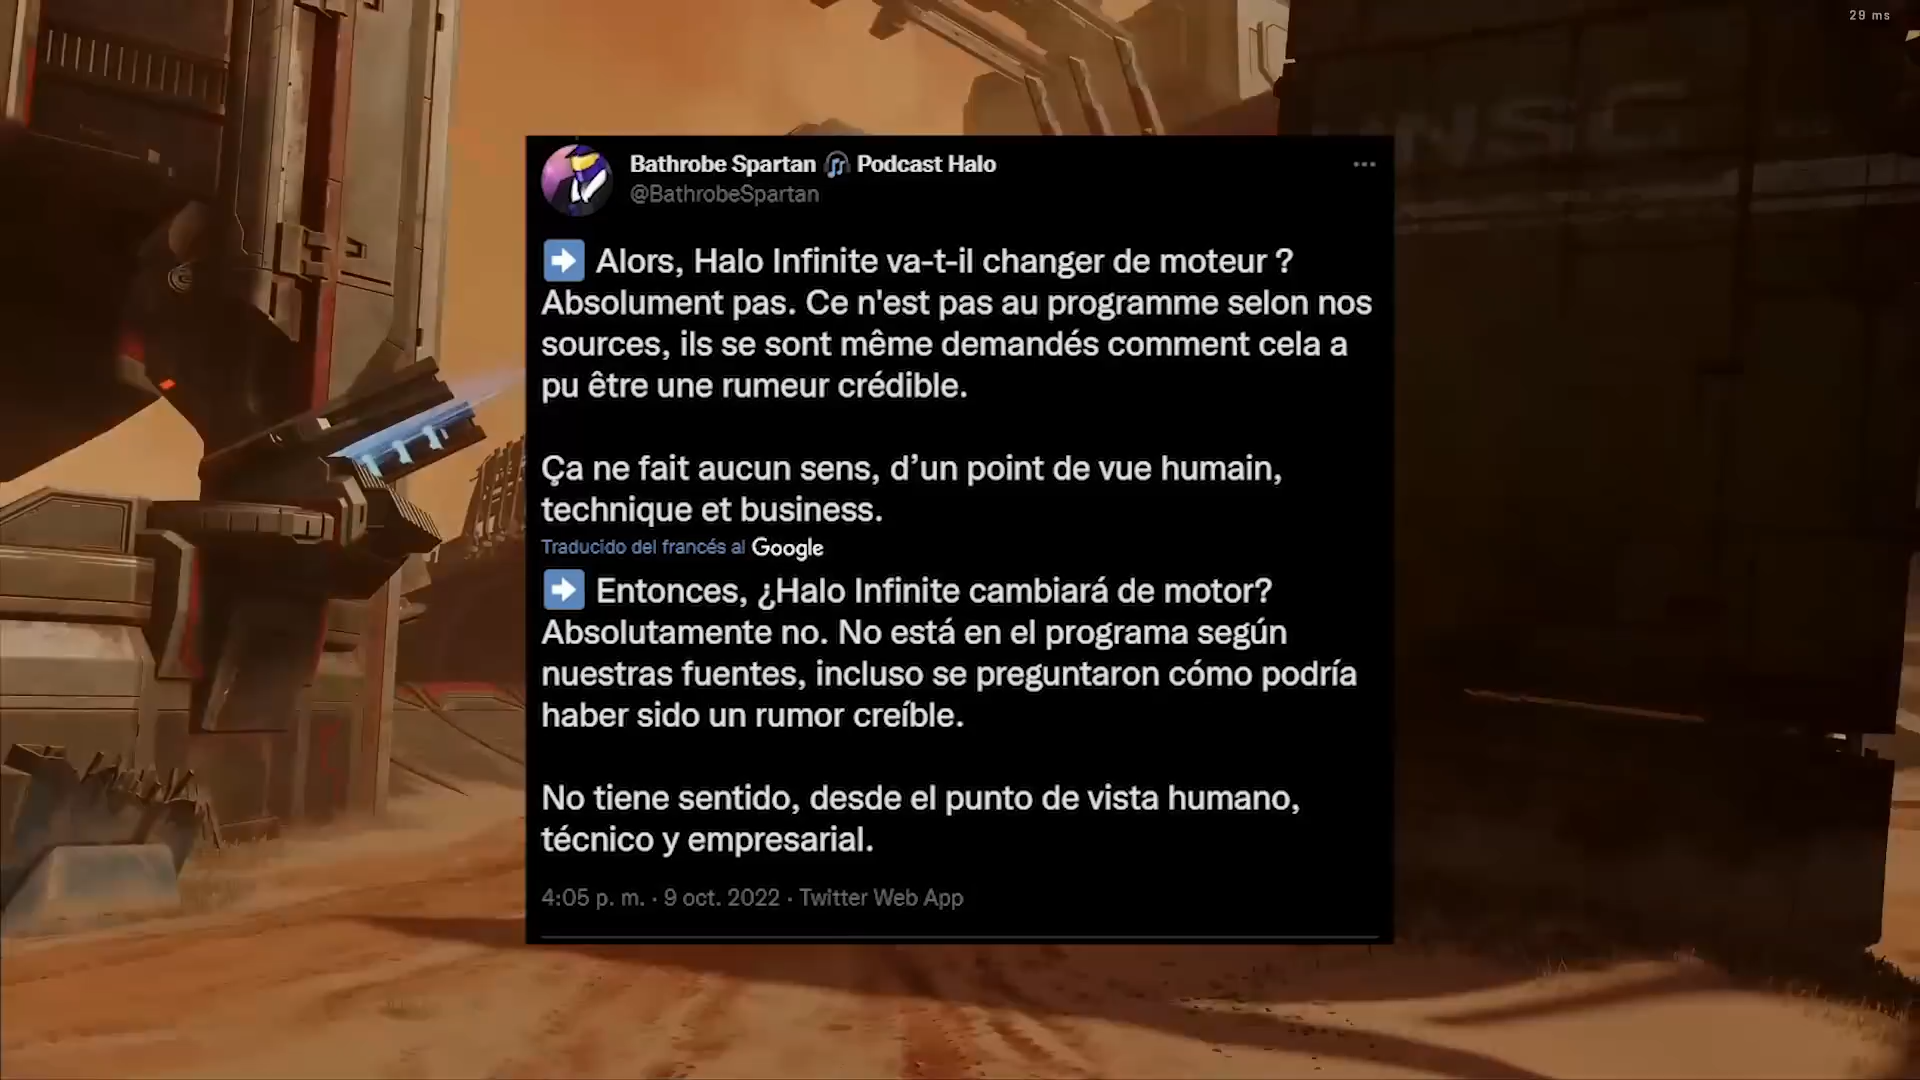 29 ms
UNSC
Bathrobe Spartan 🎧 Podcast Halo
@BathrobeSpartan
➡️ Alors, Halo Infinite va-t-il changer de moteur ?
Absolument pas. Ce n'est pas au programme selon nos
sources, ils se sont même demandés comment cela a
pu être une rumeur crédible.
Ça ne fait aucun sens, d’un point de vue humain,
technique et business.
Traducido del francés al Google
➡️ Entonces, ¿Halo Infinite cambiará de motor?
Absolutamente no. No está en el programa según
nuestras fuentes, incluso se preguntaron cómo podría
haber sido un rumor creíble.
No tiene sentido, desde el punto de vista humano,
técnico y empresarial.
4:05 p. m. · 9 oct. 2022 · Twitter Web App